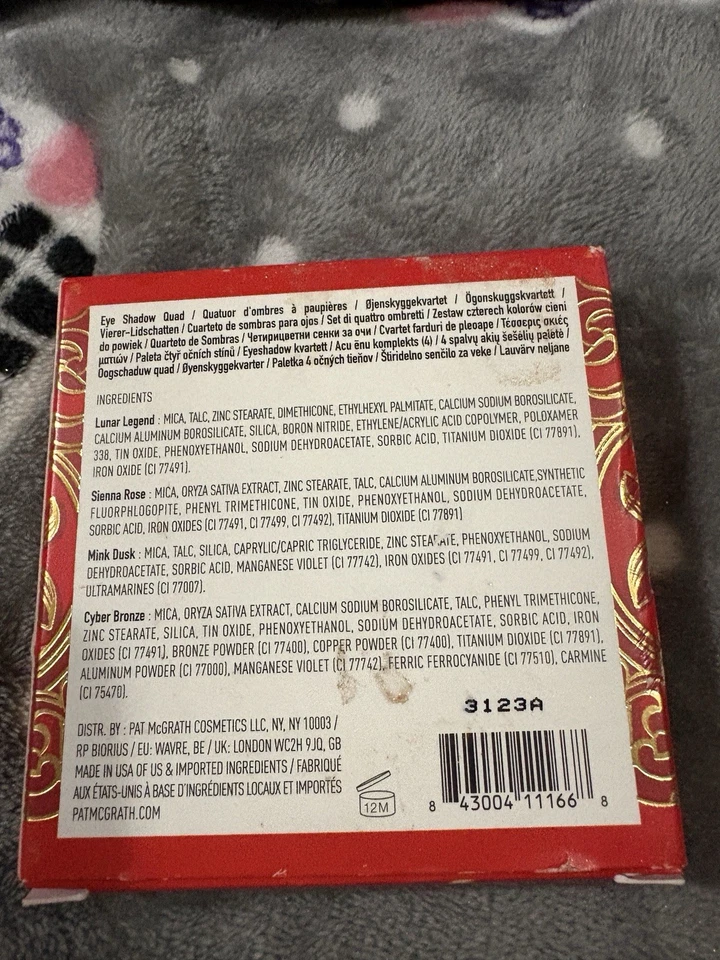 Eye Shadow Quad / Quatuor d'ombres à paupières / Øjenskyggekvartet / Ögonskuggskvartett /
Vierer-Lidschatten / Cuarteto de sombras para ojos / Set di quattro ombretti / Zestaw czterech kolorów cieni
do powiek / Quarteto de Sombras / Четирицветни сенки за очи / Cvartet farduri de pleoape / Τέσσερις σκιές
ματιών / Paleta čtyř očních stínů / Eyeshadow kvartett / Acu ēnu komplekts (4) / 4 spalvų akių šešėlių paletė /
Oogschaduw quad / Øyenskyggekvarter / Paletka 4 očných tieňov / Štiridelno senčilo za veke / Lauvärv neljane
INGREDIENTS
Lunar Legend : MICA, TALC, ZINC STEARATE, DIMETHICONE, ETHYLHEXYL PALMITATE, CALCIUM SODIUM BOROSILICATE,
CALCIUM ALUMINUM BOROSILICATE, SILICA, BORON NITRIDE, ETHYLENE/ACRYLIC ACID COPOLYMER, POLOXAMER
338, TIN OXIDE, PHENOXYETHANOL, SODIUM DEHYDROACETATE, SORBIC ACID, TITANIUM DIOXIDE (CI 77891),
IRON OXIDE (CI 77491).
Sienna Rose : MICA, ORYZA SATIVA EXTRACT, ZINC STEARATE, TALC, CALCIUM ALUMINUM BOROSILICATE,SYNTHETIC
FLUORPHLOGOPITE, PHENYL TRIMETHICONE, TIN OXIDE, PHENOXYETHANOL, SODIUM DEHYDROACETATE,
SORBIC ACID, IRON OXIDES (CI 77491, CI 77499, CI 77492), TITANIUM DIOXIDE (CI 77891)
Mink Dusk : MICA, TALC, SILICA, CAPRYLIC/CAPRIC TRIGLYCERIDE, ZINC STEARATE, PHENOXYETHANOL, SODIUM
DEHYDROACETATE, SORBIC ACID, MANGANESE VIOLET (CI 77742), IRON OXIDES (CI 77491, CI 77499, CI 77492),
ULTRAMARINES (CI 77007).
Cyber Bronze : MICA, ORYZA SATIVA EXTRACT, CALCIUM SODIUM BOROSILICATE, TALC, PHENYL TRIMETHICONE,
ZINC STEARATE, SILICA, TIN OXIDE, PHENOXYETHANOL, SODIUM DEHYDROACETATE, SORBIC ACID, IRON
OXIDES (CI 77491), BRONZE POWDER (CI 77400), COPPER POWDER (CI 77400), TITANIUM DIOXIDE (CI 77891),
ALUMINUM POWDER (CI 77000), MANGANESE VIOLET (CI 77742), FERRIC FERROCYANIDE (CI 77510), CARMINE
(CI 75470).
DISTR. BY : PAT McGRATH COSMETICS LLC, NY, NY 10003 /
RP BIORIUS / EU: WAVRE, BE / UK: LONDON WC2H 9JQ, GB
MADE IN USA OF US & IMPORTED INGREDIENTS / FABRIQUÉ
AUX ÉTATS-UNIS À BASE D'INGRÉDIENTS LOCAUX ET IMPORTÉS
PATMCGRATH.COM
12M
3123A
8 43004 11166 8